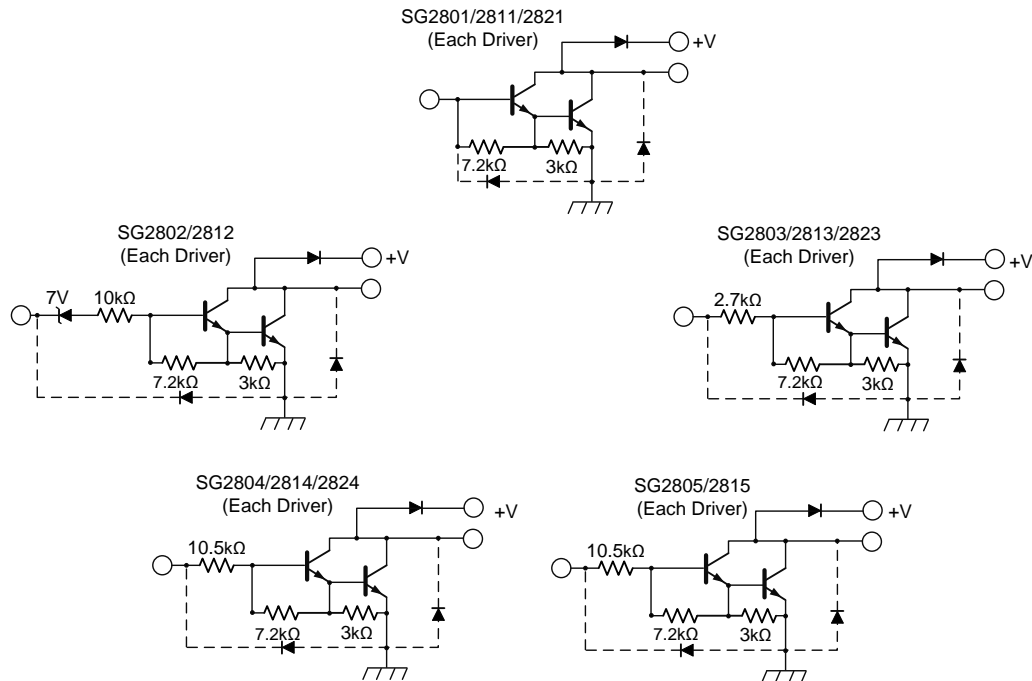 SG2801/2811/2821
(Each Driver)
+V
7.2kΩ
3kΩ
SG2802/2812
(Each Driver)
+V
7V
10kΩ
7.2kΩ
3kΩ
SG2803/2813/2823
(Each Driver)
+V
2.7kΩ
7.2kΩ
3kΩ
SG2804/2814/2824
(Each Driver)
+V
10.5kΩ
7.2kΩ
3kΩ
SG2805/2815
(Each Driver)
+V
10.5kΩ
7.2kΩ
3kΩ